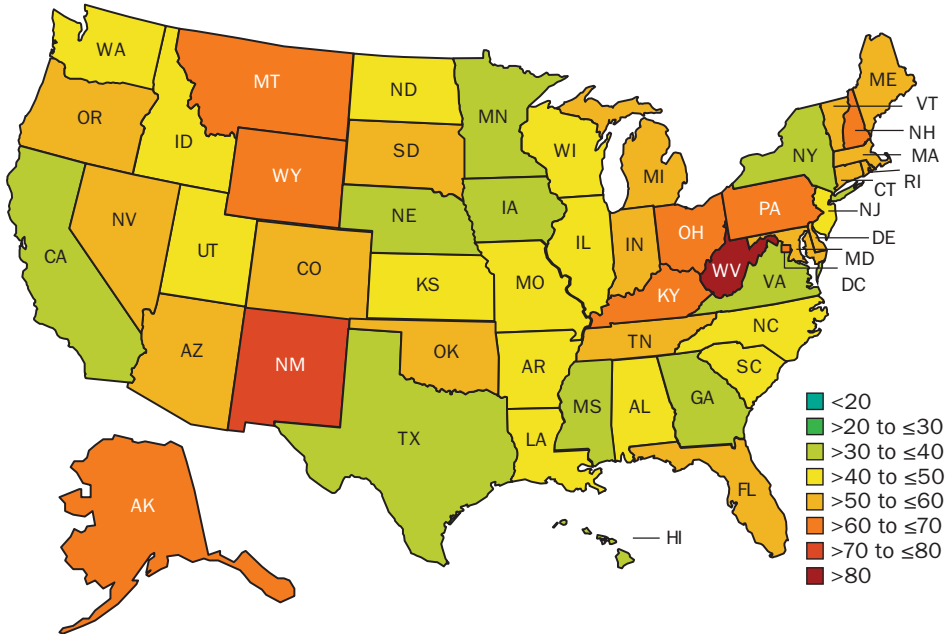 WA
MT
ND
MN
ME
VT
OR
ID
SD
WI
NH
WY
NY
MA
MI
RI
CT
NV
NE
IA
PA
NJ
CA
UT
CO
IL
IN
OH
DE
MD
WV
VA
DC
KS
MO
KY
NC
AZ
NM
OK
TN
AR
SC
MS
AL
GA
TX
LA
FL
AK
HI
<20
>20 to ≤30
>30 to ≤40
>40 to ≤50
>50 to ≤60
>60 to ≤70
>70 to ≤80
>80